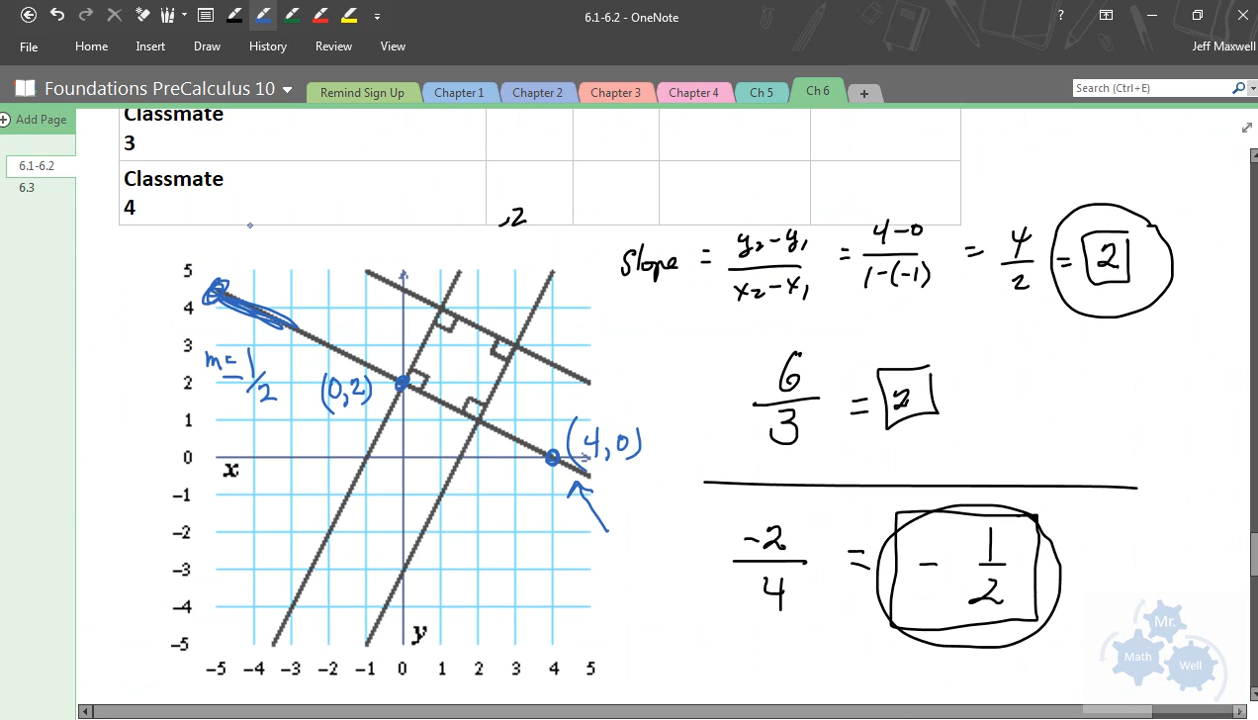 6.1-6.2 - OneNote
?
File
Home
Insert
Draw
History
Review
View
Jeff Maxwell
Foundations PreCalculus 10
Remind Sign Up
Chapter 1
Chapter 2
Chapter 3
Chapter 4
Ch 5
Ch 6
Search (Ctrl+E)
Add Page
6.1-6.2
6.3
Classmate
3
Classmate
4
,2
Slope = y₂-y₁ / x₂-x₁ = 4-0 / 1-(-1) = 4/2 = 2
6/3 = 2
-2/4 = - 1/2
5
4
3
2
1
0
-1
-2
-3
-4
-5
m= - 1/2
(0,2)
(4,0)
x
y
-5 -4 -3 -2 -1 0 1 2 3 4 5
Mr.
Math
Well